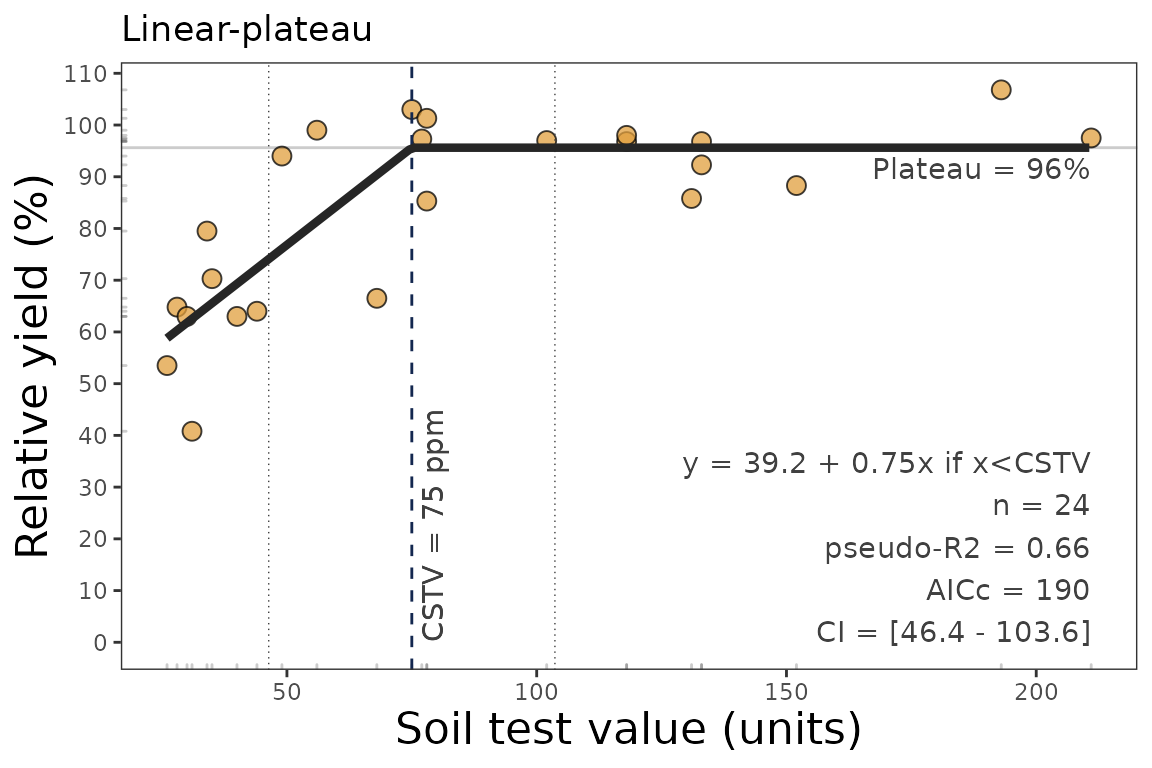 Linear-plateau
110
100
90
80
70
60
50
40
30
20
10
0
Relative yield (%)
Plateau = 96%
CSTV = 75 ppm
y = 39.2 + 0.75x if x<CSTV
n = 24
pseudo-R2 = 0.66
AICc = 190
CI = [46.4 - 103.6]
50 100 150 200
Soil test value (units)